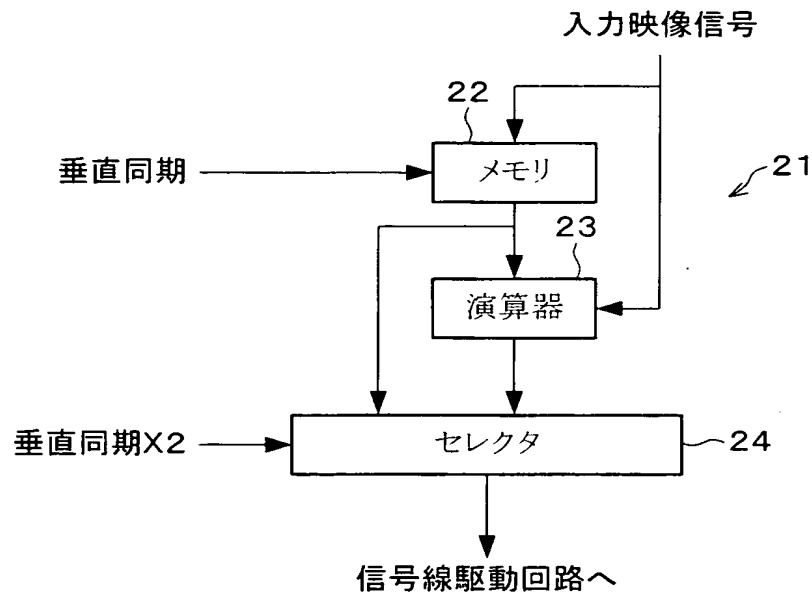 入力映像信号
22
垂直同期
メモリ
21
23
演算器
垂直同期X2
セレクタ
24
信号線駆動回路へ